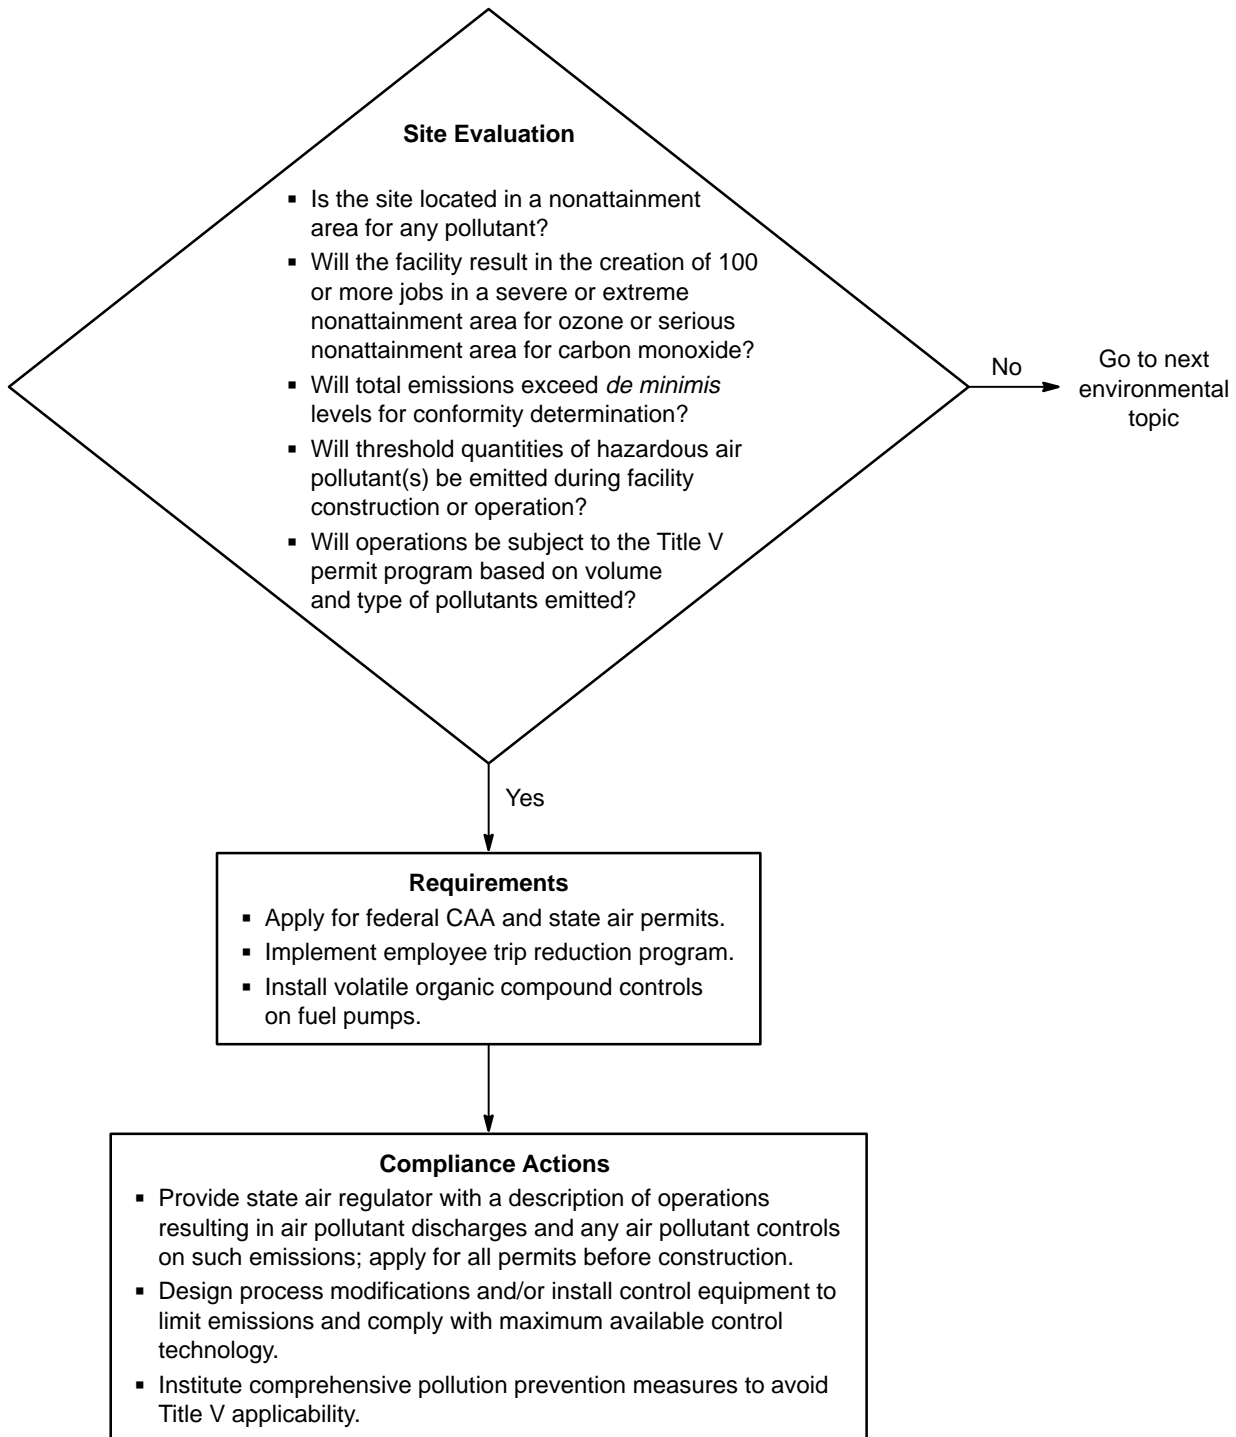 Site Evaluation
▪ Is the site located in a nonattainment
area for any pollutant?
▪ Will the facility result in the creation of 100
or more jobs in a severe or extreme
nonattainment area for ozone or serious
nonattainment area for carbon monoxide?
▪ Will total emissions exceed de minimis
levels for conformity determination?
▪ Will threshold quantities of hazardous air
pollutant(s) be emitted during facility
construction or operation?
▪ Will operations be subject to the Title V
permit program based on volume
and type of pollutants emitted?
No
Go to next
environmental
topic
Yes
Requirements
▪ Apply for federal CAA and state air permits.
▪ Implement employee trip reduction program.
▪ Install volatile organic compound controls
on fuel pumps.
Compliance Actions
▪ Provide state air regulator with a description of operations
resulting in air pollutant discharges and any air pollutant controls
on such emissions; apply for all permits before construction.
▪ Design process modifications and/or install control equipment to
limit emissions and comply with maximum available control
technology.
▪ Institute comprehensive pollution prevention measures to avoid
Title V applicability.